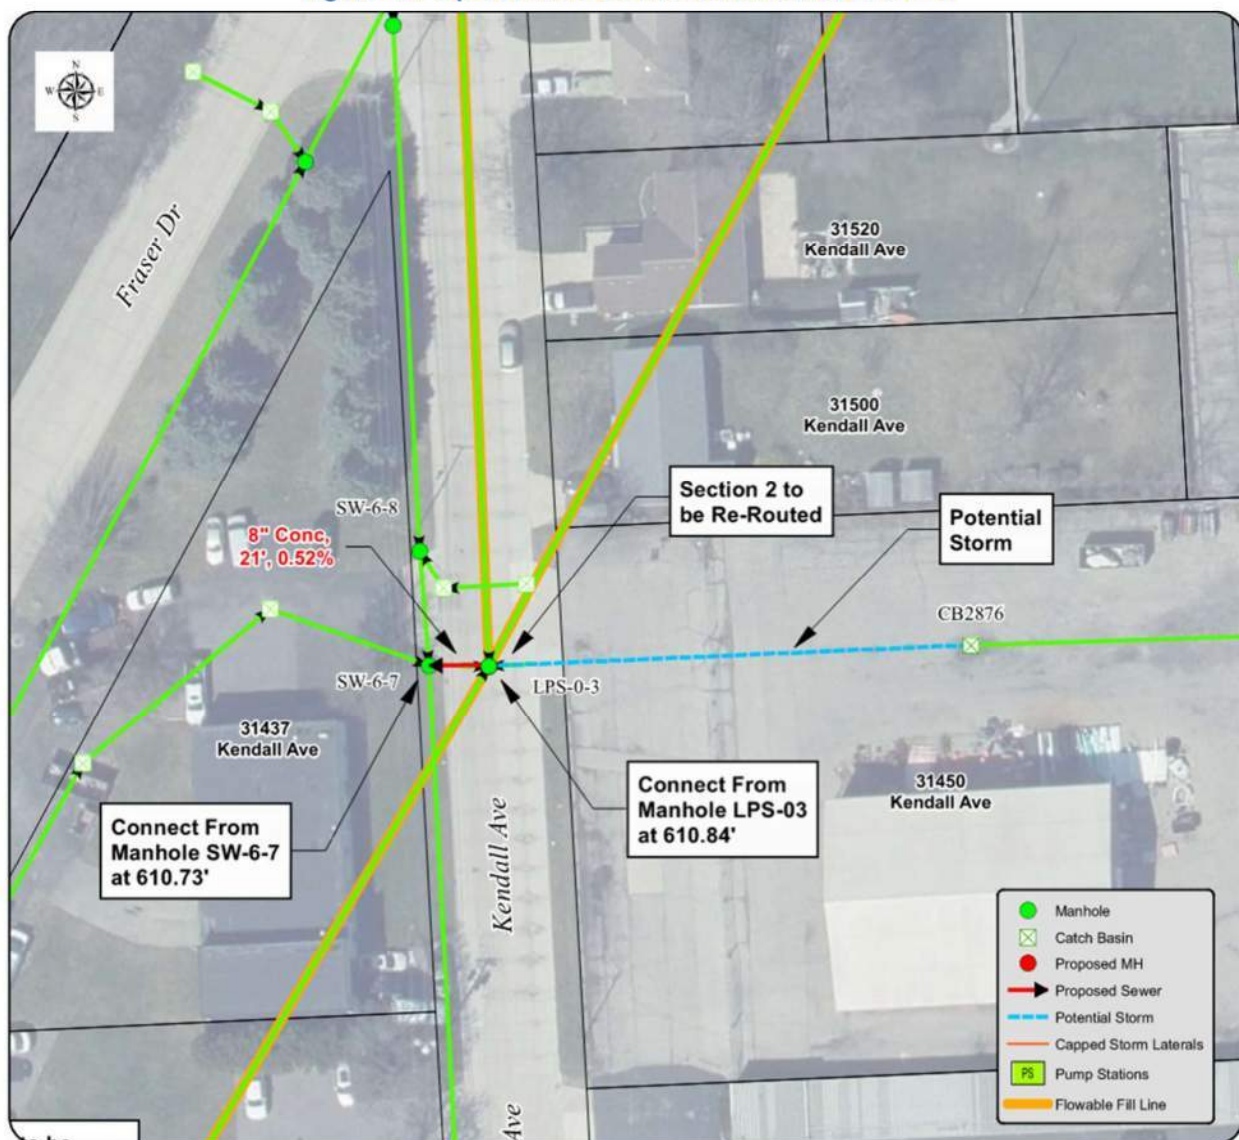 N
W
E
S
Fraser Dr
31520
Kendall Ave
31500
Kendall Ave
Section 2 to
be Re-Routed
Potential
Storm
SW-6-8
8" Conc,
21', 0.52%
CB2876
SW-6-7
LPS-0-3
31437
Kendall Ave
31450
Kendall Ave
Connect From
Manhole SW-6-7
at 610.73'
Connect From
Manhole LPS-03
at 610.84'
Kendall Ave
Manhole
Catch Basin
Proposed MH
Proposed Sewer
Potential Storm
Capped Storm Laterals
PS Pump Stations
Flowable Fill Line
Ave